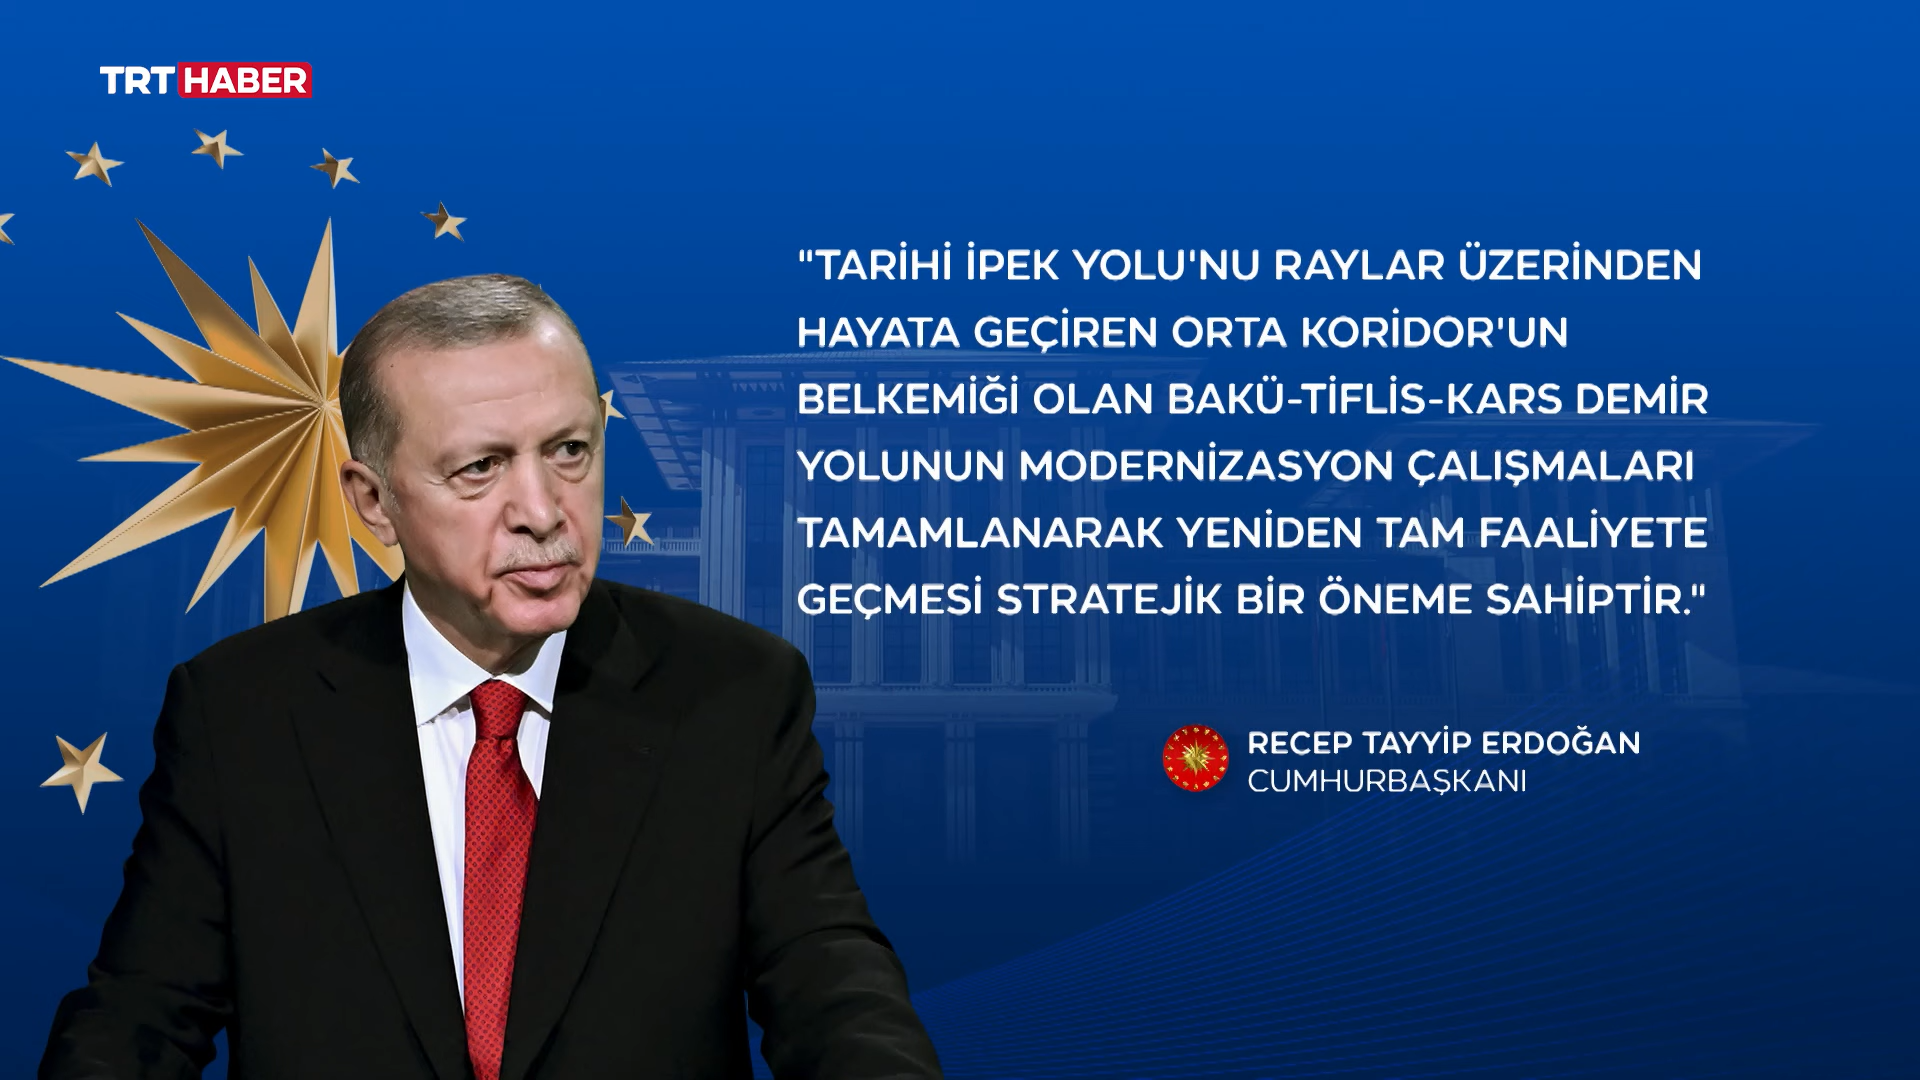 TRT HABER
"TARİHİ İPEK YOLU'NU RAYLAR ÜZERİNDEN
HAYATA GEÇİREN ORTA KORİDOR'UN
BELKEMİĞİ OLAN BAKÜ-TİFLİS-KARS DEMİR
YOLUNUN MODERNİZASYON ÇALIŞMALARI
TAMAMLANARAK YENİDEN TAM FAALİYETE
GEÇMESİ STRATEJİK BİR ÖNEME SAHİPTİR."
RECEP TAYYİP ERDOĞAN
CUMHURBAŞKANI